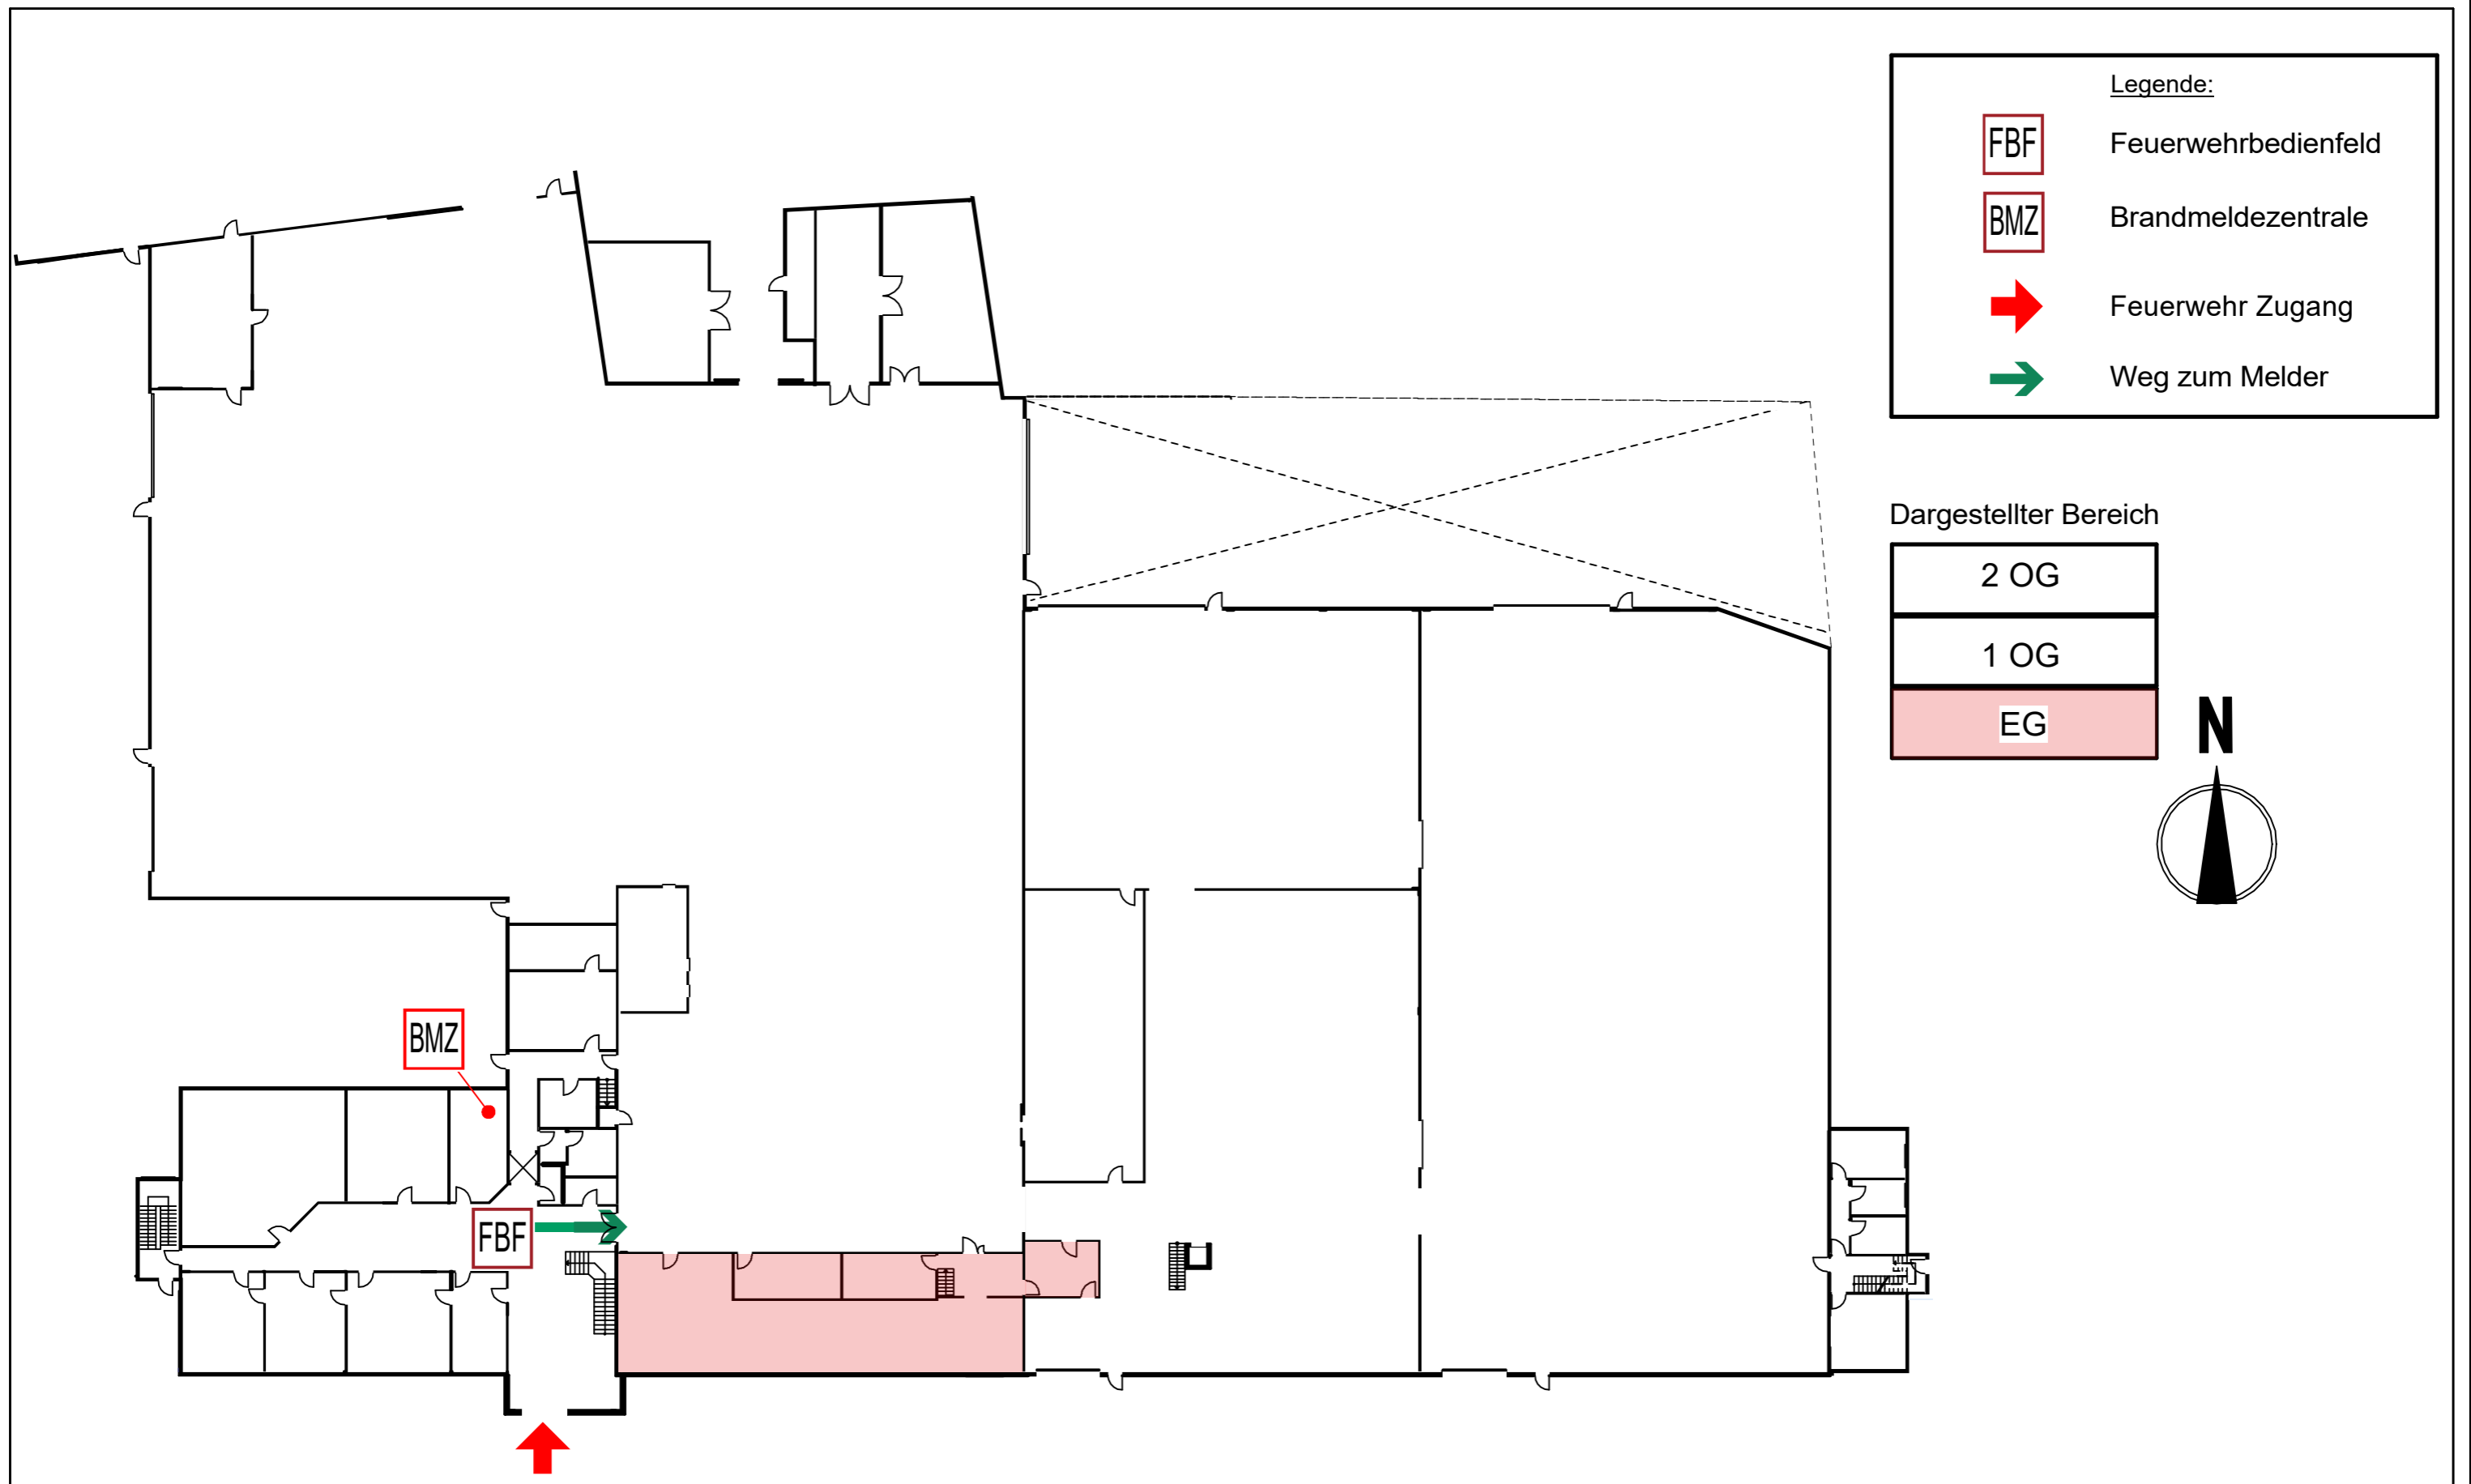 Legende:
FBF Feuerwehrbedienfeld
BMZ Brandmeldezentrale
Feuerwehr Zugang
Weg zum Melder
Dargestellter Bereich
2 OG
1 OG
EG
N
BMZ
FBF